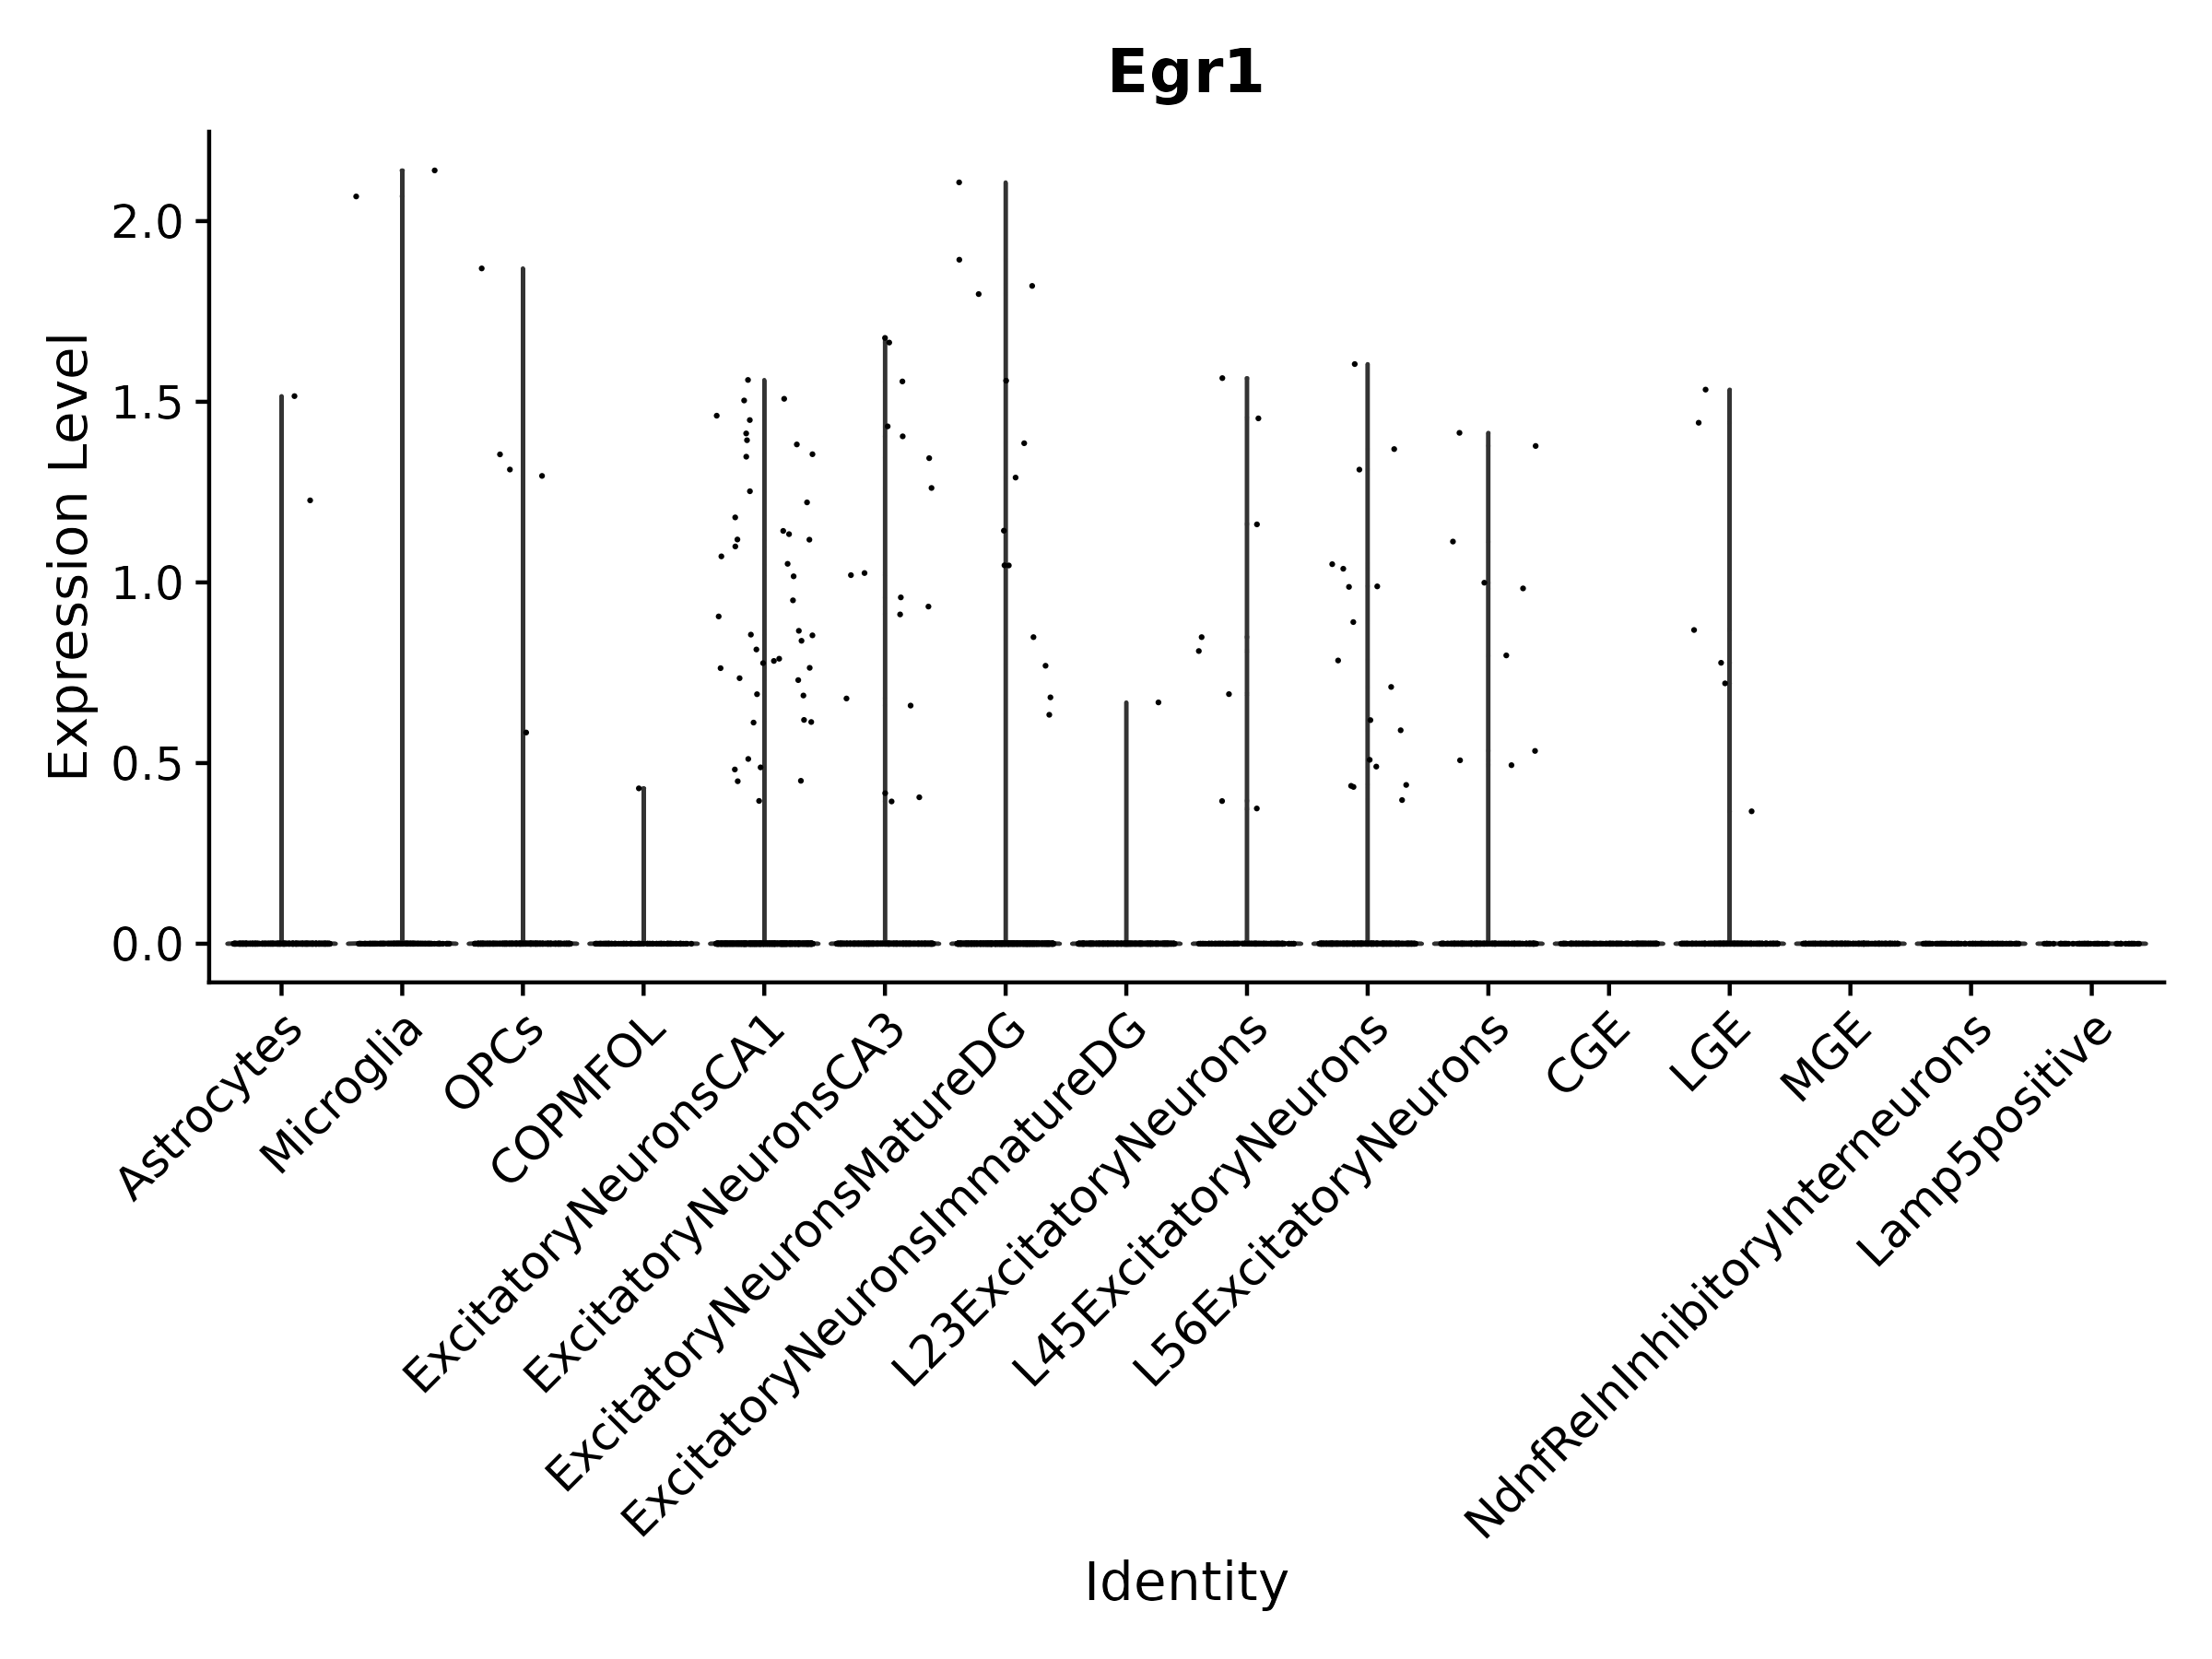 Egr1
Expression Level
2.0
1.5
1.0
0.5
0.0
Astrocytes
Microglia
OPCs
COPMFOL
ExcitatoryNeuronsCA1
ExcitatoryNeuronsCA3
ExcitatoryNeuronsMatureDG
ExcitatoryNeuronsImmatureDG
L23ExcitatoryNeurons
L45ExcitatoryNeurons
L56ExcitatoryNeurons
CGE
LGE
MGE
NdnfRelnInhibitoryInterneurons
Lamp5positive
Identity